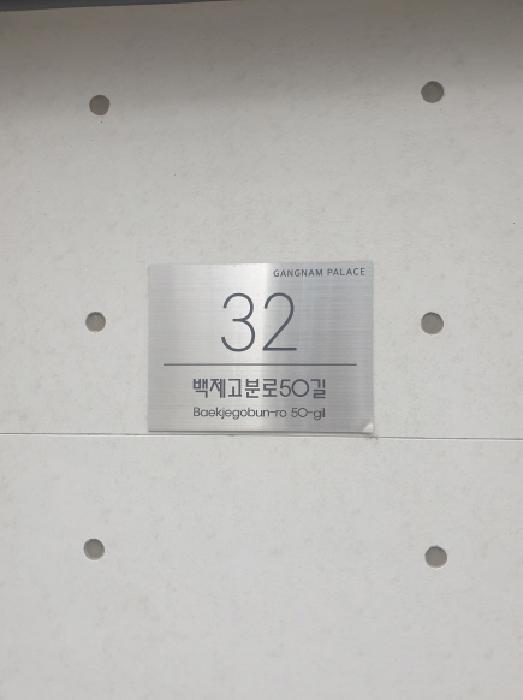 GANGNAM PALACE
32
백제고분로50길
Baekjegobun-ro 50-gil